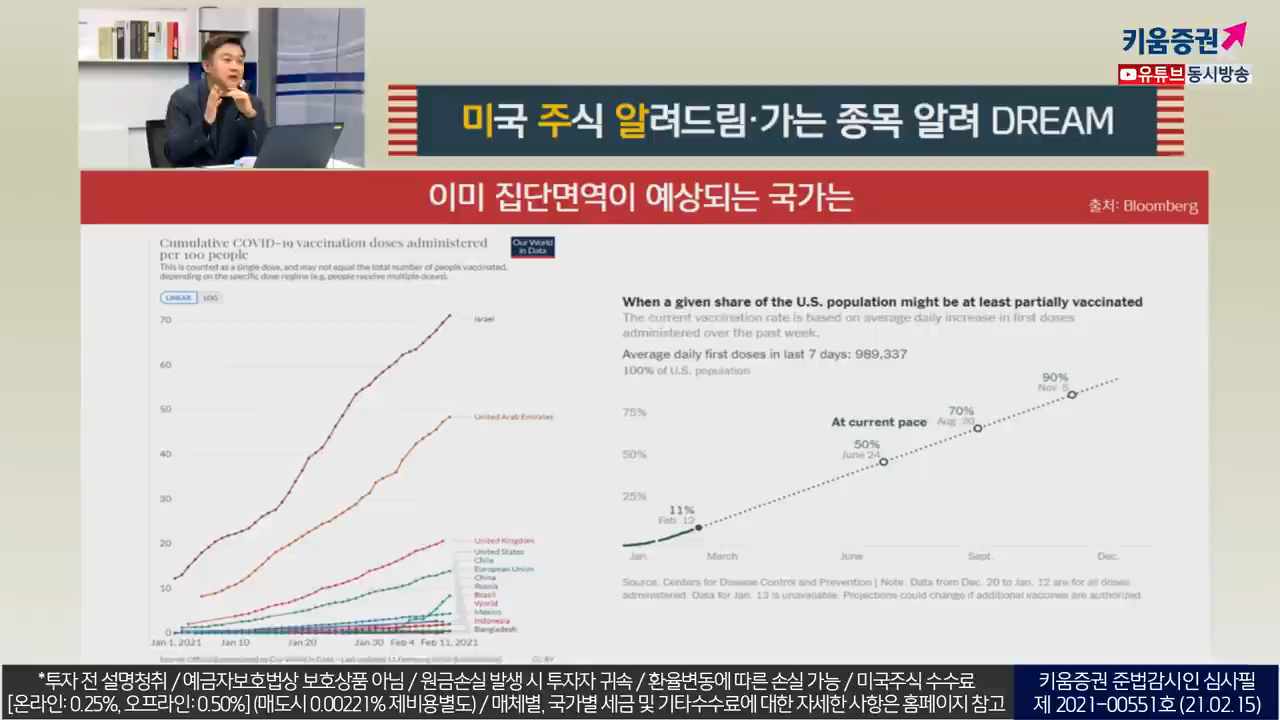 키움증권
유튜브 동시방송
미국 주식 알려드림·가는 종목 알려 DREAM
이미 집단면역이 예상되는 국가는
출처: Bloomberg
Cumulative COVID-19 vaccination doses administered
per 100 people
Our World
in Data
This is counted as a single dose, and may not equal the total number of people vaccinated,
depending on the specific dose regime (e.g. people receive multiple doses).
LINEAR LOG
70
60
50
40
30
20
10
0
Israel
United Arab Emirates
United Kingdom
United States
Chile
European Union
China
Russia
Brazil
World
Mexico
Indonesia
Bangladesh
Jan 1, 2021 Jan 10 Jan 20 Jan 30 Feb 4 Feb 11, 2021
CC BY
When a given share of the U.S. population might be at least partially vaccinated
The current vaccination rate is based on average daily increase in first doses
administered over the past week.
Average daily first doses in last 7 days: 989,337
100% of U.S. population
75%
50%
25%
At current pace
11%
Feb. 12
50%
June 24
70%
Aug. 30
90%
Nov. 5
Jan. March June Sept. Dec.
Source: Centers for Disease Control and Prevention | Note: Data from Dec. 20 to Jan. 12 are for all doses
administered. Data for Jan. 13 is unavailable. Projections could change if additional vaccines are authorized.
*투자 전 설명청취 / 예금자보호법상 보호상품 아님 / 원금손실 발생 시 투자자 귀속 / 환율변동에 따른 손실 가능 / 미국주식 수수료
[온라인: 0.25%, 오프라인: 0.50%] (매도시 0.00221% 제비용별도) / 매체별, 국가별 세금 및 기타수수료에 대한 자세한 사항은 홈페이지 참고
키움증권 준법감시인 심사필
제 2021-00551호 (21.02.15)